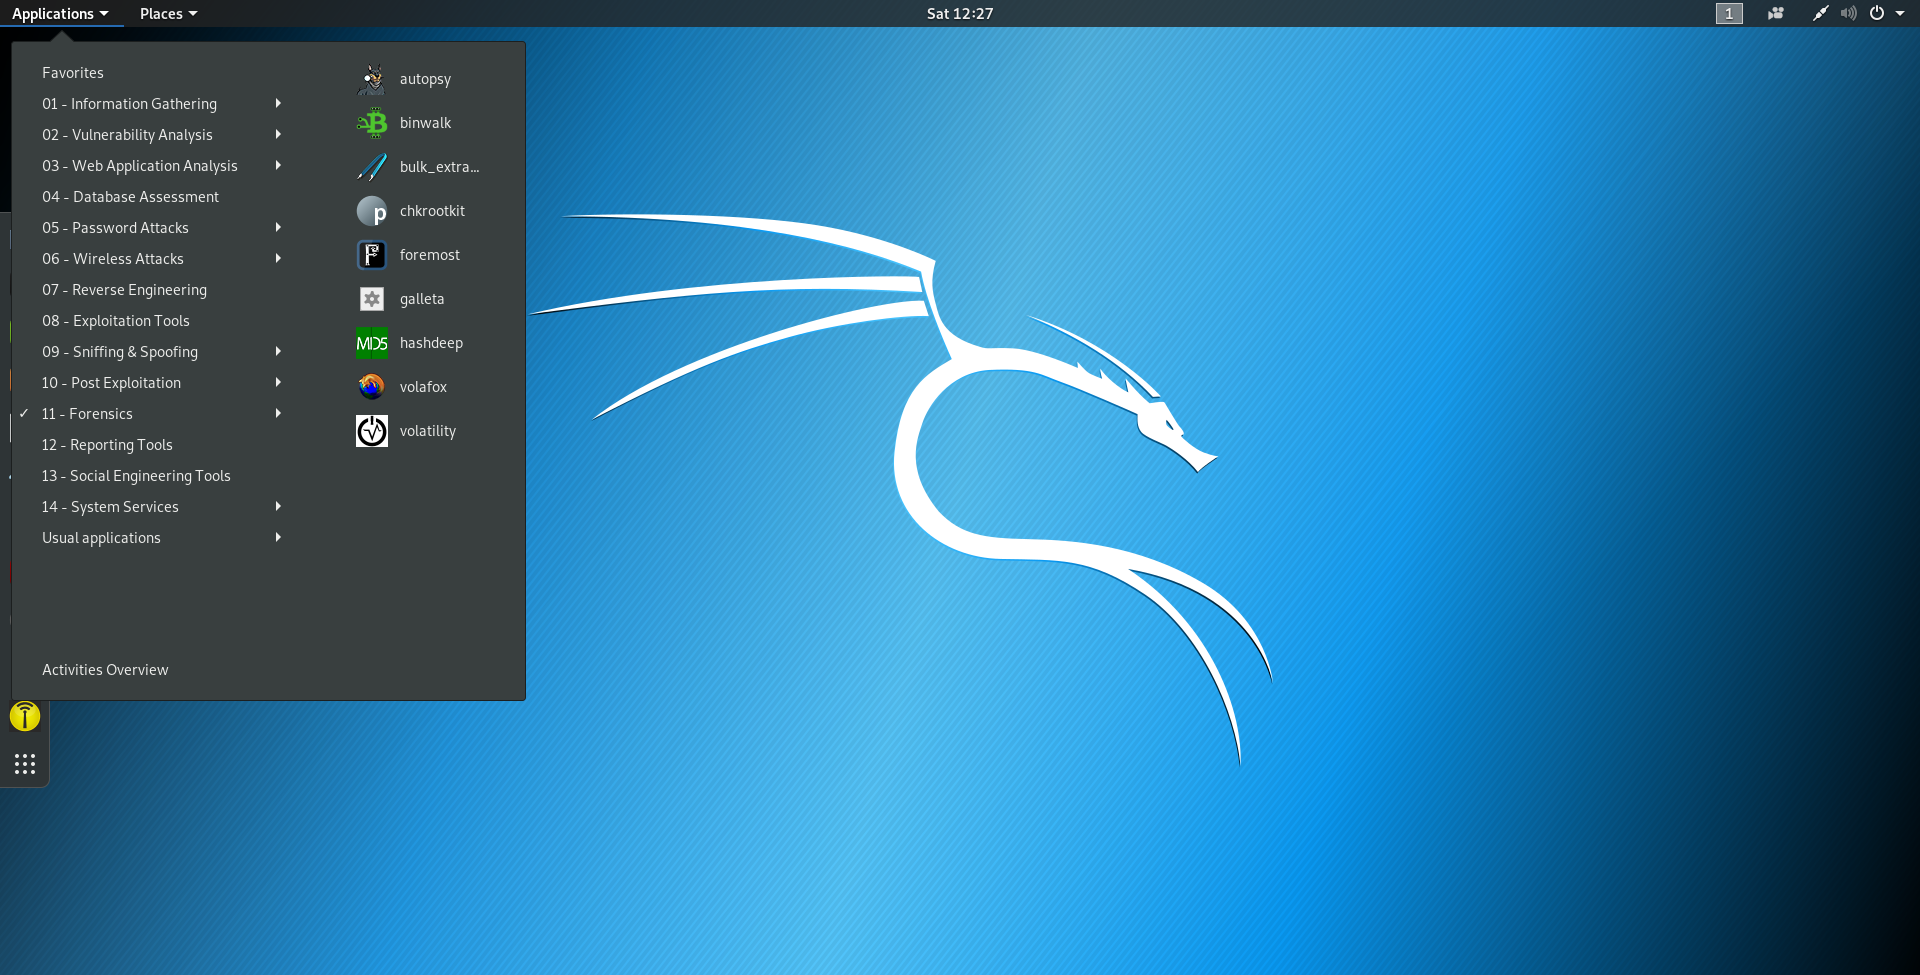 Applications Places Sat 12:27 1
Favorites
01 - Information Gathering
02 - Vulnerability Analysis
03 - Web Application Analysis
04 - Database Assessment
05 - Password Attacks
06 - Wireless Attacks
07 - Reverse Engineering
08 - Exploitation Tools
09 - Sniffing & Spoofing
10 - Post Exploitation
✓ 11 - Forensics
12 - Reporting Tools
13 - Social Engineering Tools
14 - System Services
Usual applications
Activities Overview
autopsy
binwalk
bulk_extra...
p chkrootkit
F foremost
galleta
MD5 hashdeep
volafox
volatility